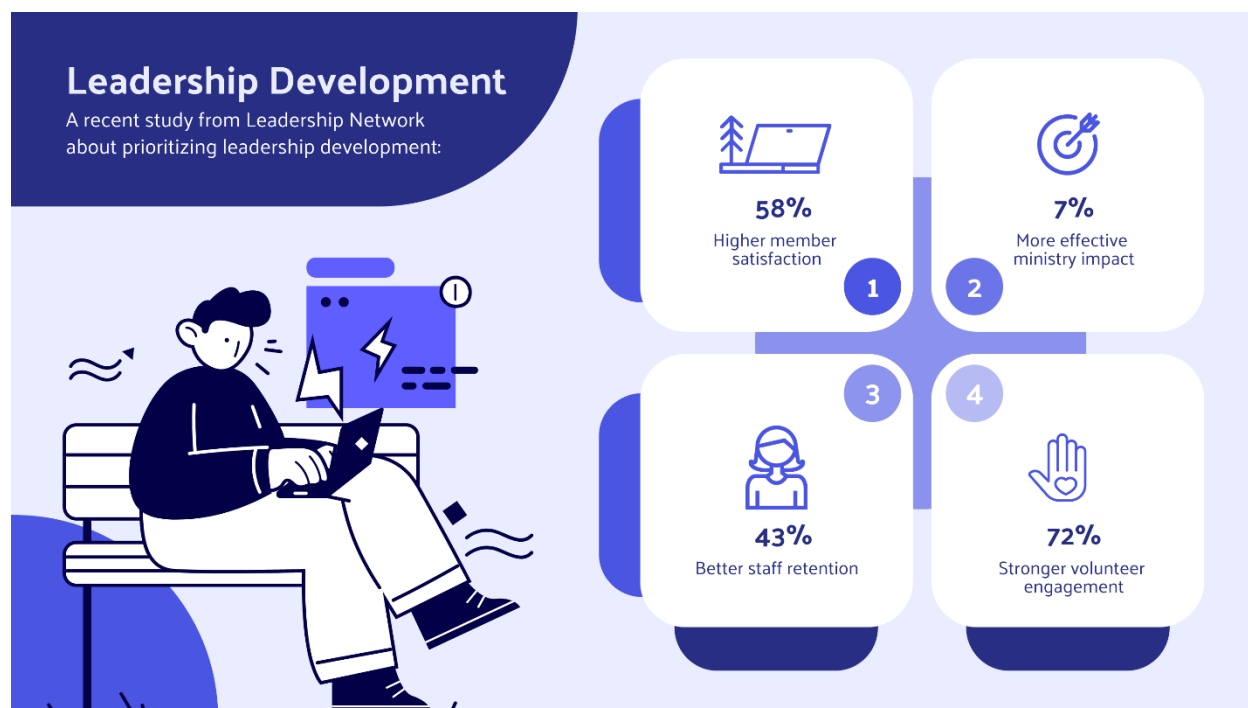 Leadership Development
A recent study from Leadership Network
about prioritizing leadership development:
58%
Higher member
satisfaction
1
7%
More effective
ministry impact
2
3
43%
Better staff retention
4
72%
Stronger volunteer
engagement